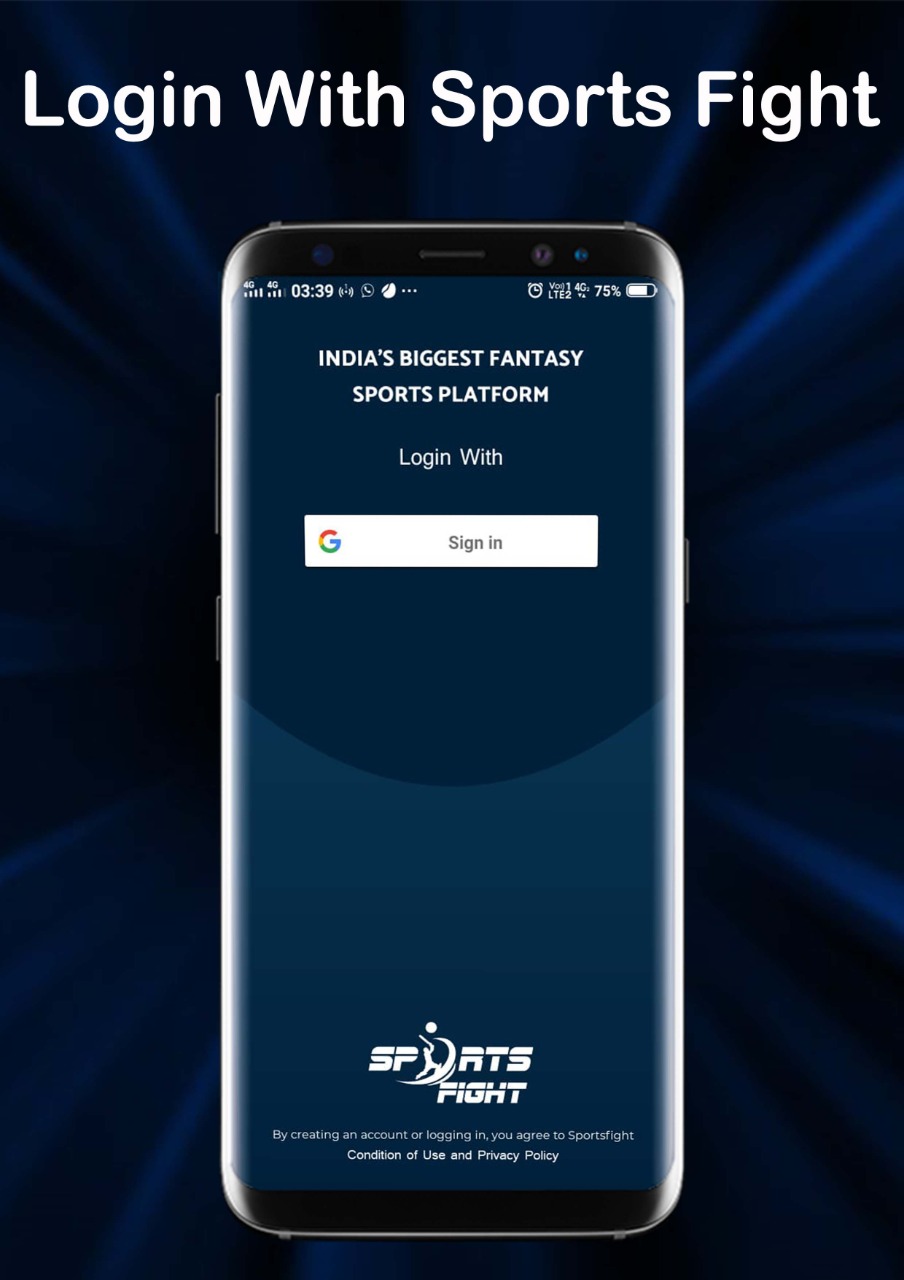 Login With Sports Fight
4G 4G 03:39 ... Vo)) 1 LTE2 4G2 75%
INDIA'S BIGGEST FANTASY
SPORTS PLATFORM
Login With
G Sign in
SPORTS
FIGHT
By creating an account or logging in, you agree to Sportsfight
Condition of Use and Privacy Policy